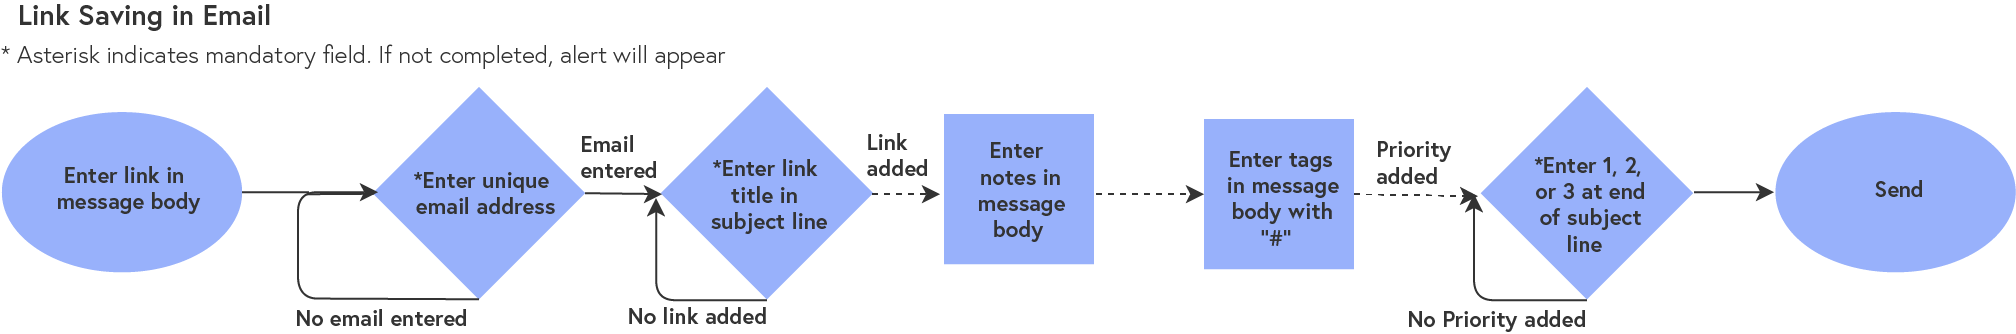 Link Saving in Email
* Asterisk indicates mandatory field. If not completed, alert will appear
Enter link in
message body
*Enter unique
email address
No email entered
Email
entered
*Enter link
title in
subject line
No link added
Link
added
Enter
notes in
message
body
Enter tags
in message
body with
"#"
Priority
added
*Enter 1, 2,
or 3 at end
of subject
line
No Priority added
Send